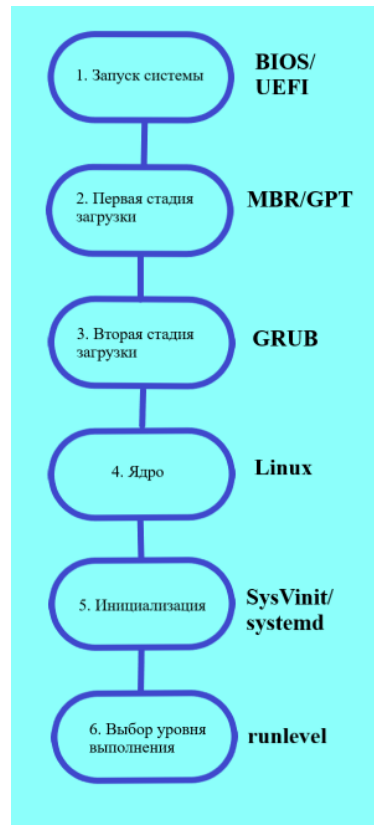 1. Запуск системы
BIOS/
UEFI
2. Первая стадия
загрузки
MBR/GPT
3. Вторая стадия
загрузки
GRUB
4. Ядро
Linux
5. Инициализация
SysVinit/
systemd
6. Выбор уровня
выполнения
runlevel